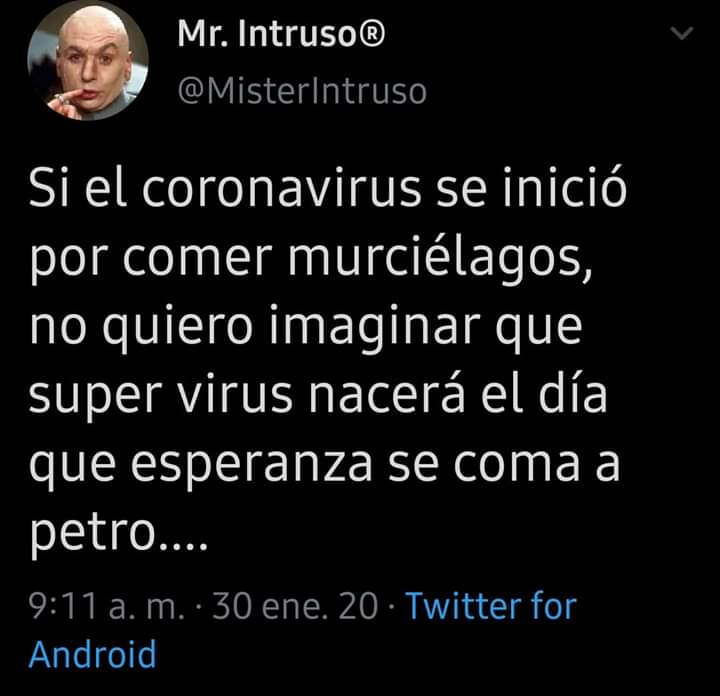 Mr. Intruso®
@MisterIntruso
Si el coronavirus se inició
por comer murciélagos,
no quiero imaginar que
super virus nacerá el día
que esperanza se coma a
petro....
9:11 a. m. · 30 ene. 20 · Twitter for
Android